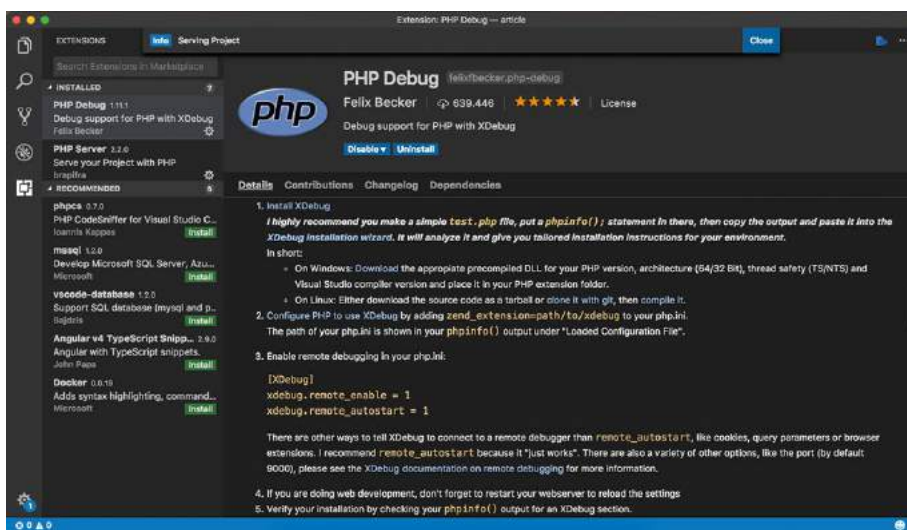 Extension: PHP Debug — article
EXTENSIONS
Info Serving Project
Close
Search Extensions in Marketplace
INSTALLED 2
PHP Debug 1.11.1
Debug support for PHP with XDebug
Felix Becker
PHP Server 2.2.0
Serve your Project with PHP
brapifra
RECOMMENDED 5
phpcs 0.7.0
PHP CodeSniffer for Visual Studio C...
Ioannis Kappos Install
mssql 1.2.0
Develop Microsoft SQL Server, Azu...
Microsoft Install
vscode-database 1.2.0
Support SQL database (mysql and p...
Bajdzis Install
Angular v4 TypeScript Snipp... 2.9.0
Angular with TypeScript snippets.
John Papa Install
Docker 0.0.19
Adds syntax highlighting, command...
Microsoft Install
php
PHP Debug felixfbecker.php-debug
Felix Becker 639.446 License
Debug support for PHP with XDebug
Disable Uninstall
Details Contributions Changelog Dependencies
1. Install XDebug
I highly recommend you make a simple test.php file, put a phpinfo(); statement in there, then copy the output and paste it into the
XDebug installation wizard. It will analyze it and give you tailored installation instructions for your environment.
In short:
On Windows: Download the appropiate precompiled DLL for your PHP version, architecture (64/32 Bit), thread safety (TS/NTS) and
Visual Studio compiler version and place it in your PHP extension folder.
On Linux: Either download the source code as a tarball or clone it with git, then compile it.
2. Configure PHP to use XDebug by adding zend_extension=path/to/xdebug to your php.ini.
The path of your php.ini is shown in your phpinfo() output under "Loaded Configuration File".
3. Enable remote debugging in your php.ini:
[XDebug]
xdebug.remote_enable = 1
xdebug.remote_autostart = 1
There are other ways to tell XDebug to connect to a remote debugger than remote_autostart, like cookies, query parameters or browser
extensions. I recommend remote_autostart because it "just works". There are also a variety of other options, like the port (by default
9000), please see the XDebug documentation on remote debugging for more information.
4. If you are doing web development, don't forget to restart your webserver to reload the settings
5. Verify your installation by checking your phpinfo() output for an XDebug section.
1
0 0